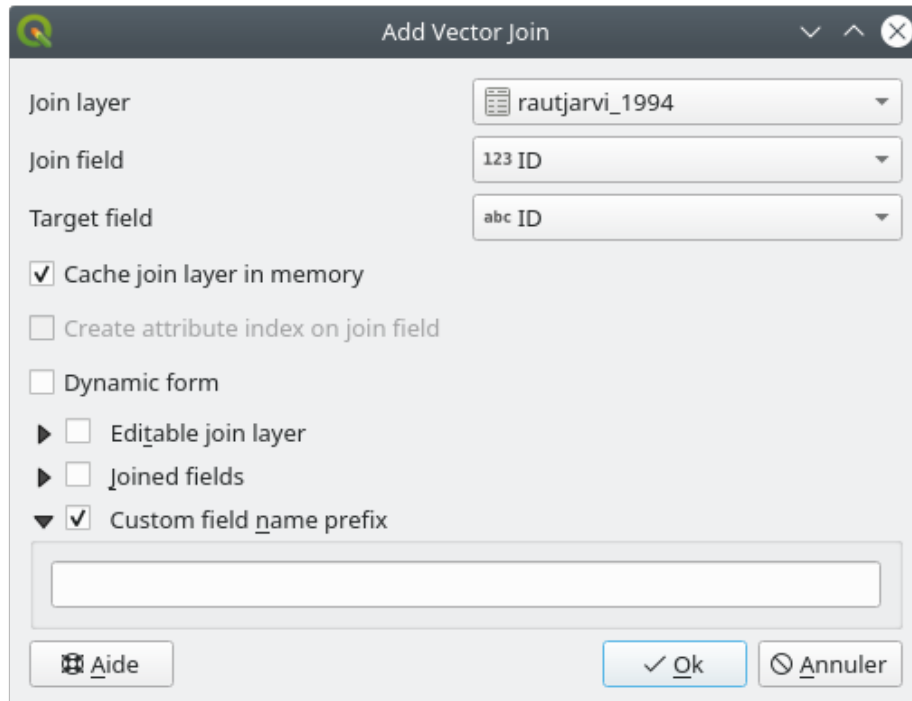 Add Vector Join
Join layer
rautjarvi_1994
Join field
123 ID
Target field
abc ID
Cache join layer in memory
Create attribute index on join field
Dynamic form
Editable join layer
Joined fields
Custom field name prefix
Aide
Ok
Annuler